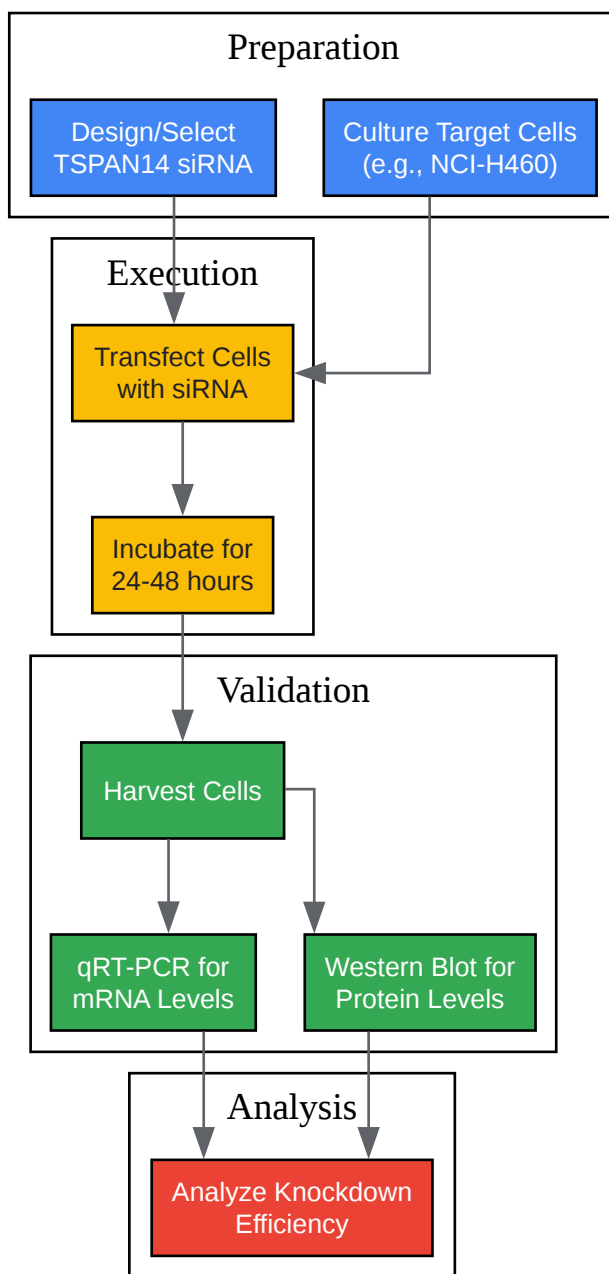 Preparation
Design/Select
TSPAN14 siRNA
Culture Target Cells
(e.g., NCI-H460)
Execution
Transfect Cells
with siRNA
Incubate for
24-48 hours
Validation
Harvest Cells
qRT-PCR for
mRNA Levels
Western Blot for
Protein Levels
Analysis
Analyze Knockdown
Efficiency